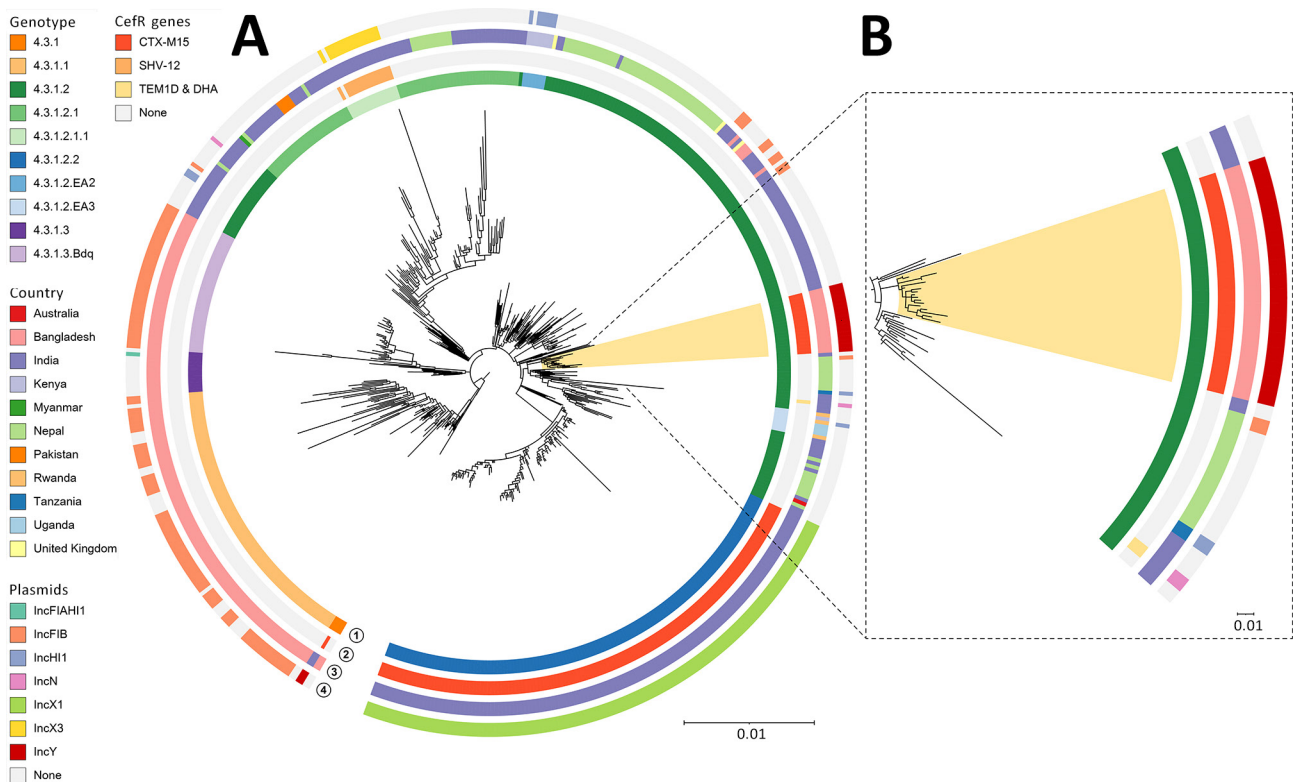 Genotype
4.3.1
4.3.1.1
4.3.1.2
4.3.1.2.1
4.3.1.2.1.1
4.3.1.2.2
4.3.1.2.EA2
4.3.1.2.EA3
4.3.1.3
4.3.1.3.Bdq
CefR genes
CTX-M15
SHV-12
TEM1D & DHA
None
Country
Australia
Bangladesh
India
Kenya
Myanmar
Nepal
Pakistan
Rwanda
Tanzania
Uganda
United Kingdom
Plasmids
IncFIAHI1
IncFIB
IncHI1
IncN
IncX1
IncX3
IncY
None
A
1
2
3
4
0.01
B
0.01